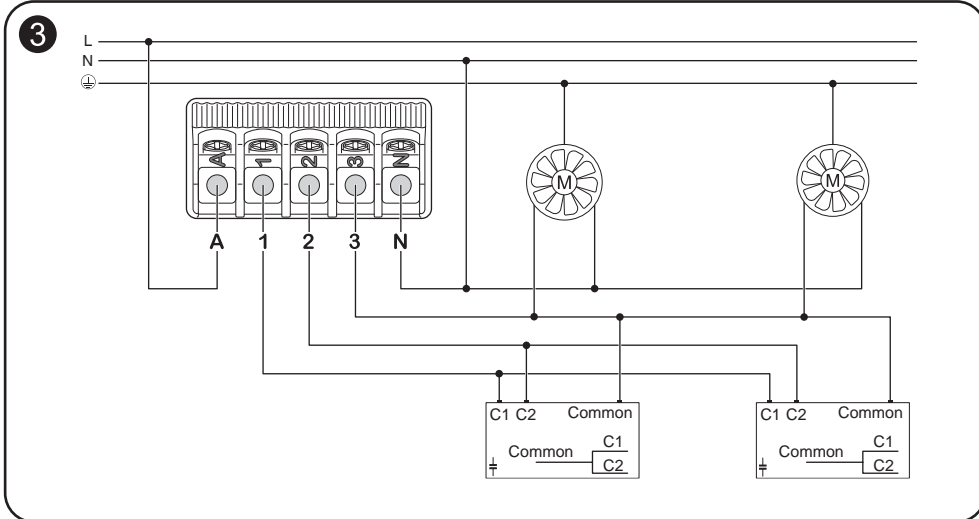 3
L
N
A 1 2 3 N
M M
A 1 2 3 N
C1 C2 Common
Common C1
C2
C1 C2 Common
Common C1
C2